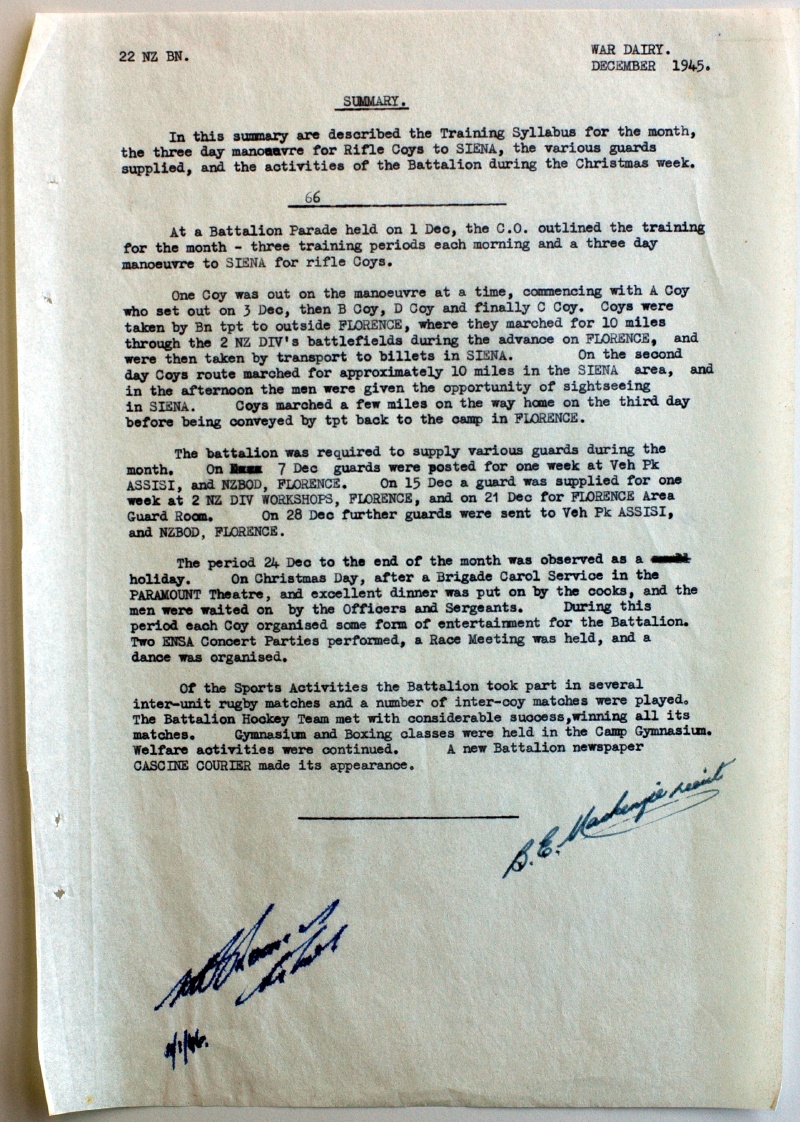 22 NZ BN.
WAR DAIRY.
DECEMBER 1945.
SUMMARY.
In this summary are described the Training Syllabus for the month,
the three day manoeuvre for Rifle Coys to SIENA, the various guards
supplied, and the activities of the Battalion during the Christmas week.
66
At a Battalion Parade held on 1 Dec, the C.O. outlined the training
for the month - three training periods each morning and a three day
manoeuvre to SIENA for rifle Coys.
One Coy was out on the manoeuvre at a time, commencing with A Coy
who set out on 3 Dec, then B Coy, D Coy and finally C Coy. Coys were
taken by Bn tpt to outside FLORENCE, where they marched for 10 miles
through the 2 NZ DIV's battlefields during the advance on FLORENCE, and
were then taken by transport to billets in SIENA. On the second
day Coys route marched for approximately 10 miles in the SIENA area, and
in the afternoon the men were given the opportunity of sightseeing
in SIENA. Coys marched a few miles on the way home on the third day
before being conveyed by tpt back to the camp in FLORENCE.
The battalion was required to supply various guards during the
month. On 7 Dec guards were posted for one week at Veh Pk
ASSISI, and NZBOD, FLORENCE. On 15 Dec a guard was supplied for one
week at 2 NZ DIV WORKSHOPS, FLORENCE, and on 21 Dec for FLORENCE Area
Guard Room. On 28 Dec further guards were sent to Veh Pk ASSISI,
and NZBOD, FLORENCE.
The period 24 Dec to the end of the month was observed as a
holiday. On Christmas Day, after a Brigade Carol Service in the
PARAMOUNT Theatre, and excellent dinner was put on by the cooks, and the
men were waited on by the Officers and Sergeants. During this
period each Coy organised some form of entertainment for the Battalion.
Two ENSA Concert Parties performed, a Race Meeting was held, and a
dance was organised.
Of the Sports Activities the Battalion took part in several
inter-unit rugby matches and a number of inter-coy matches were played.
The Battalion Hockey Team met with considerable success,winning all its
matches. Gymnasium and Boxing classes were held in the Camp Gymnasium.
Welfare activities were continued. A new Battalion newspaper
CASCINE COURIER made its appearance.
B.E. Mackenzie Lieut